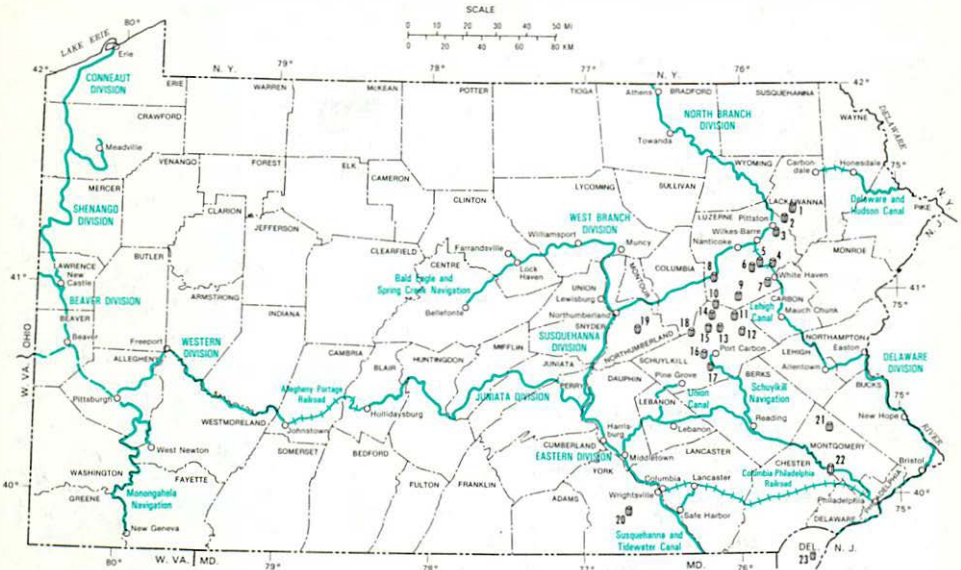 SCALE
0 10 20 30 40 50 MI
0 20 40 60 80 KM
LAKE ERIE
80°
Erie
42°
N. Y.
79°
78°
77°
N. Y.
76°
42°
CONNEAUT
DIVISION
ERIE
WARREN
McKEAN
POTTER
TIOGA
Athens
BRADFORD
SUSQUEHANNA
WAYNE
DELAWARE
CRAWFORD
NORTH BRANCH
DIVISION
Towanda
Meadville
VENANGO
FOREST
ELK
CAMERON
WYOMING
Carbon-
dale
Honesdale
75°
MERCER
CLINTON
LYCOMING
SULLIVAN
LACKAWANNA
1
Delaware
and
Hudson Canal
PIKE
N. Y.
N. J.
SHENANGO
DIVISION
CLARION
JEFFERSON
WEST BRANCH
DIVISION
LUZERNE
Pittston
2
3
Wilkes-Barre
Nanticoke
MONROE
Williamsport
Muncy
CLEARFIELD
CENTRE
Farrandsville
Lock
Haven
5
4
6
41°
LAWRENCE
New
Castle
BUTLER
Bald Eagle and
Spring Creek Navigation
MONTOUR
COLUMBIA
8
7
White Haven
41°
UNION
Lewisburg
9
CARBON
Lehigh
Canal
Mauch Chunk
BEAVER DIVISION
ARMSTRONG
INDIANA
Bellefonte
Northumberland
SNYDER
19
10
14
11
18
15
13
12
NORTHAMPTON
Easton
OHIO
W. VA.
BEAVER
Beaver
Freeport
WESTERN
DIVISION
MIFFLIN
SUSQUEHANNA
DIVISION
NORTHUMBERLAND
SCHUYLKILL
16
Port Carbon
LEHIGH
Allentown
DELAWARE
DIVISION
ALLEGHENY
CAMBRIA
BLAIR
HUNTINGDON
JUNIATA
DAUPHIN
Pine Grove
17
BERKS
BUCKS
75°
Pittsburgh
Allegheny Portage
Railroad
JUNIATA DIVISION
PERRY
LEBANON
Union
Canal
Schuylkill
Navigation
New Hope
WESTMORELAND
Johnstown
Hollidaysburg
Harris-
burg
Lebanon
Reading
21
RIVER
West Newton
SOMERSET
BEDFORD
CUMBERLAND
EASTERN DIVISION
Middletown
LANCASTER
MONTGOMERY
WASHINGTON
FAYETTE
FULTON
FRANKLIN
YORK
Columbia
Lancaster
CHESTER
Columbia Philadelphia
Railroad
22
Bristol
40°
GREENE
Monongahela
Navigation
ADAMS
Wrightsville
Safe Harbor
Philadelphia
PHILADELPHIA
40°
75°
New Geneva
20
Susquehanna and
Tidewater Canal
DELAWARE
80°
W. VA.
MD.
79°
78°
77°
MD.
76°
DEL.
23
N. J.